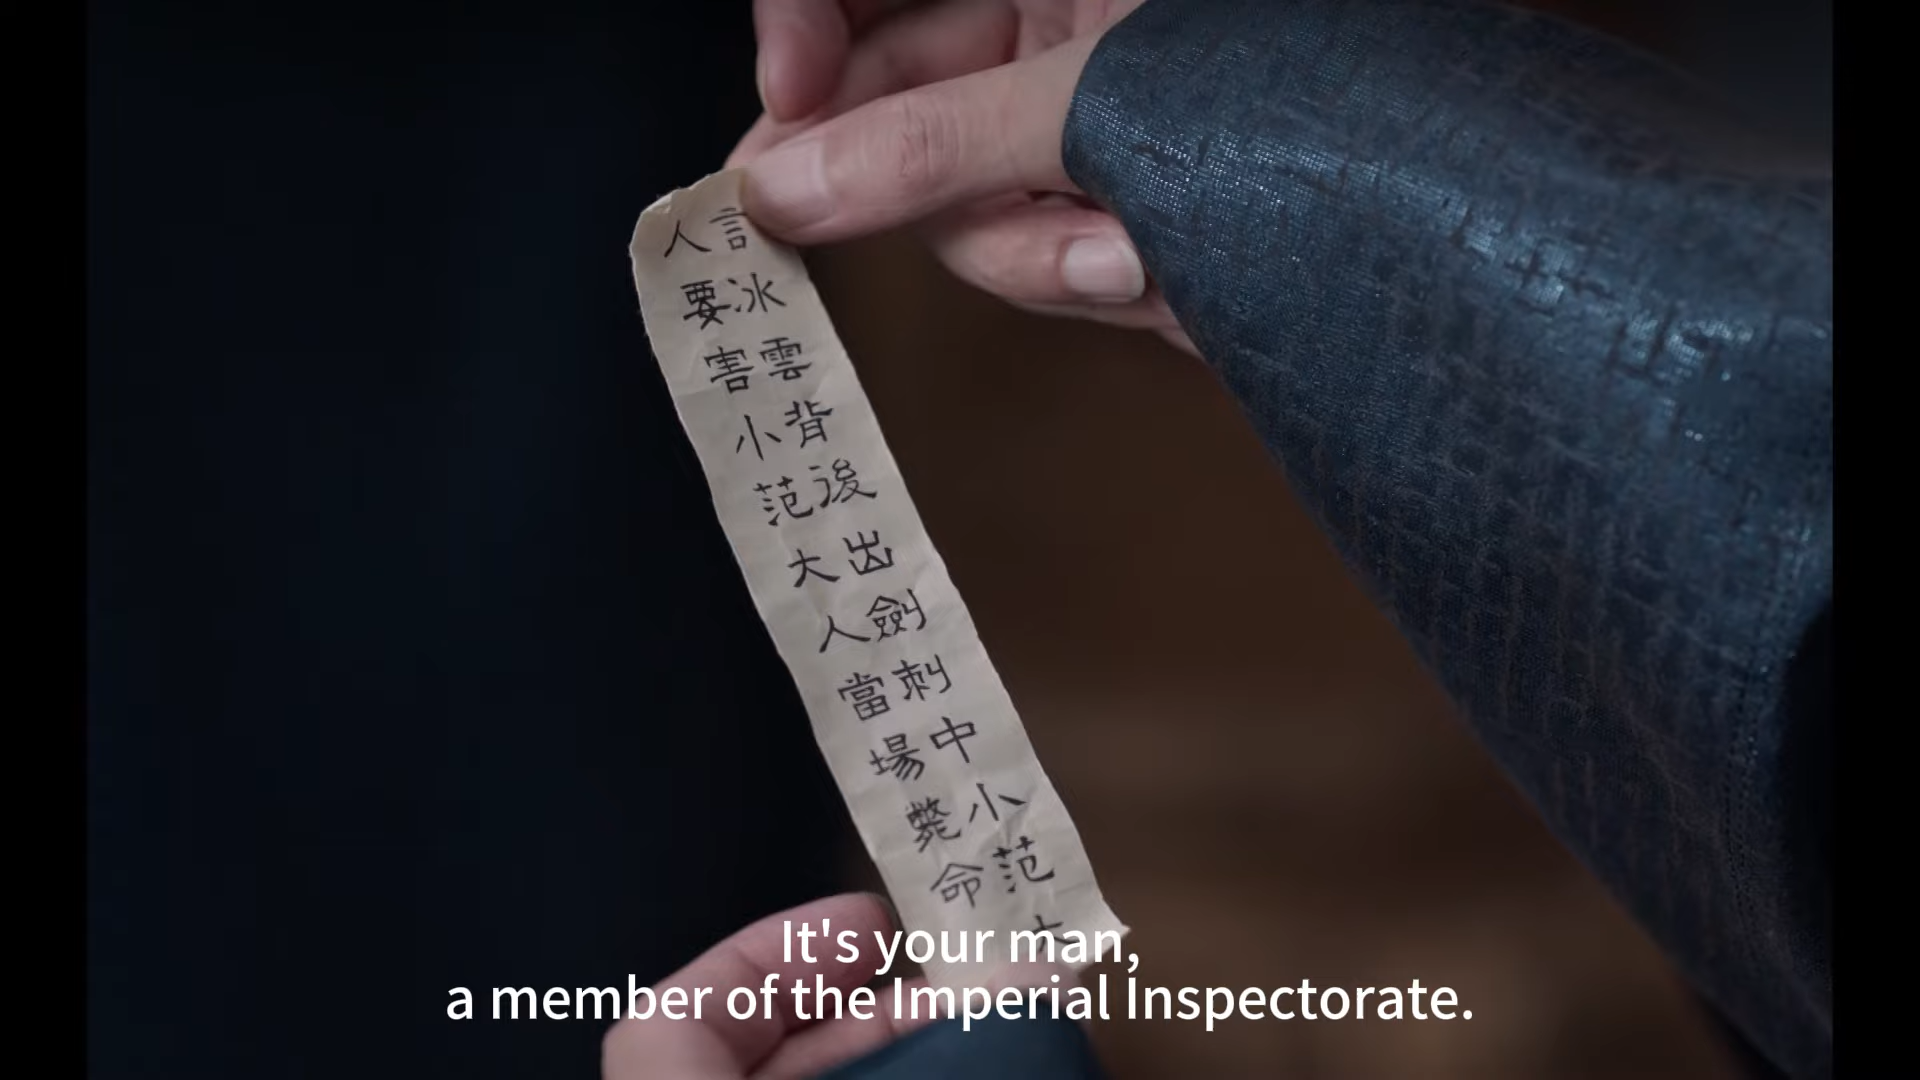 言冰雲背後出劍刺中小范大
人要害小范大人當場斃命
It's your man,
a member of the Imperial Inspectorate.